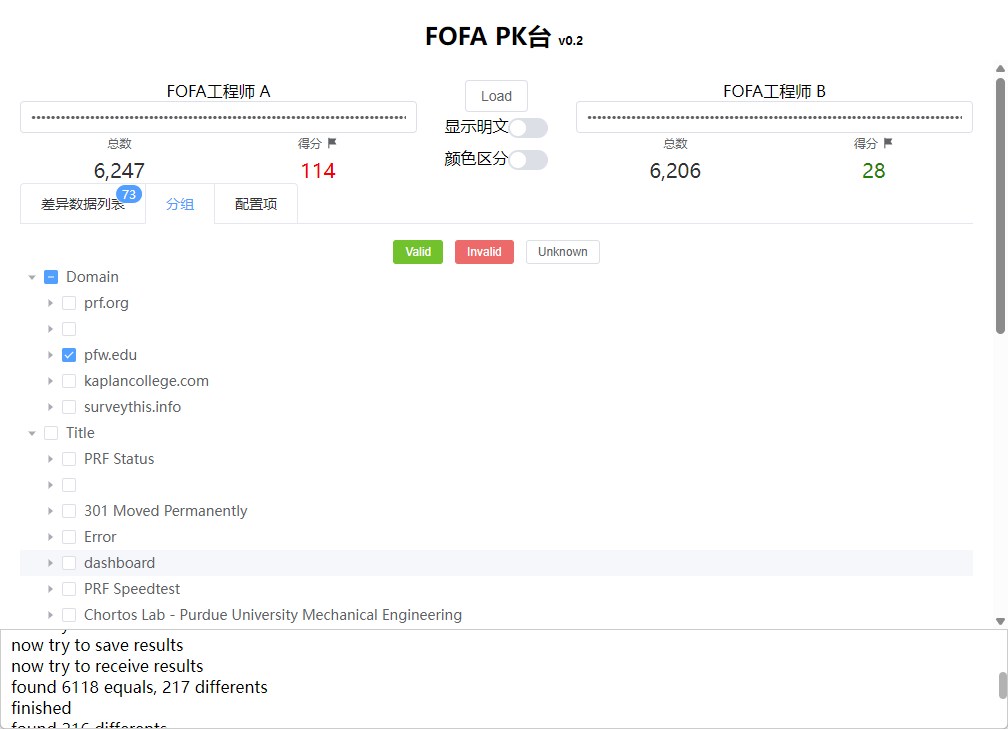 FOFA PK台 v0.2
FOFA工程师 A
Load
FOFA工程师 B
显示明文
颜色区分
总数
得分
总数
得分
6,247
114
6,206
28
差异数据列表
73
分组
配置项
Valid
Invalid
Unknown
Domain
prf.org
pfw.edu
kaplancollege.com
surveythis.info
Title
PRF Status
301 Moved Permanently
Error
dashboard
PRF Speedtest
Chortos Lab - Purdue University Mechanical Engineering
now try to save results
now try to receive results
found 6118 equals, 217 differents
finished
found 216 differents